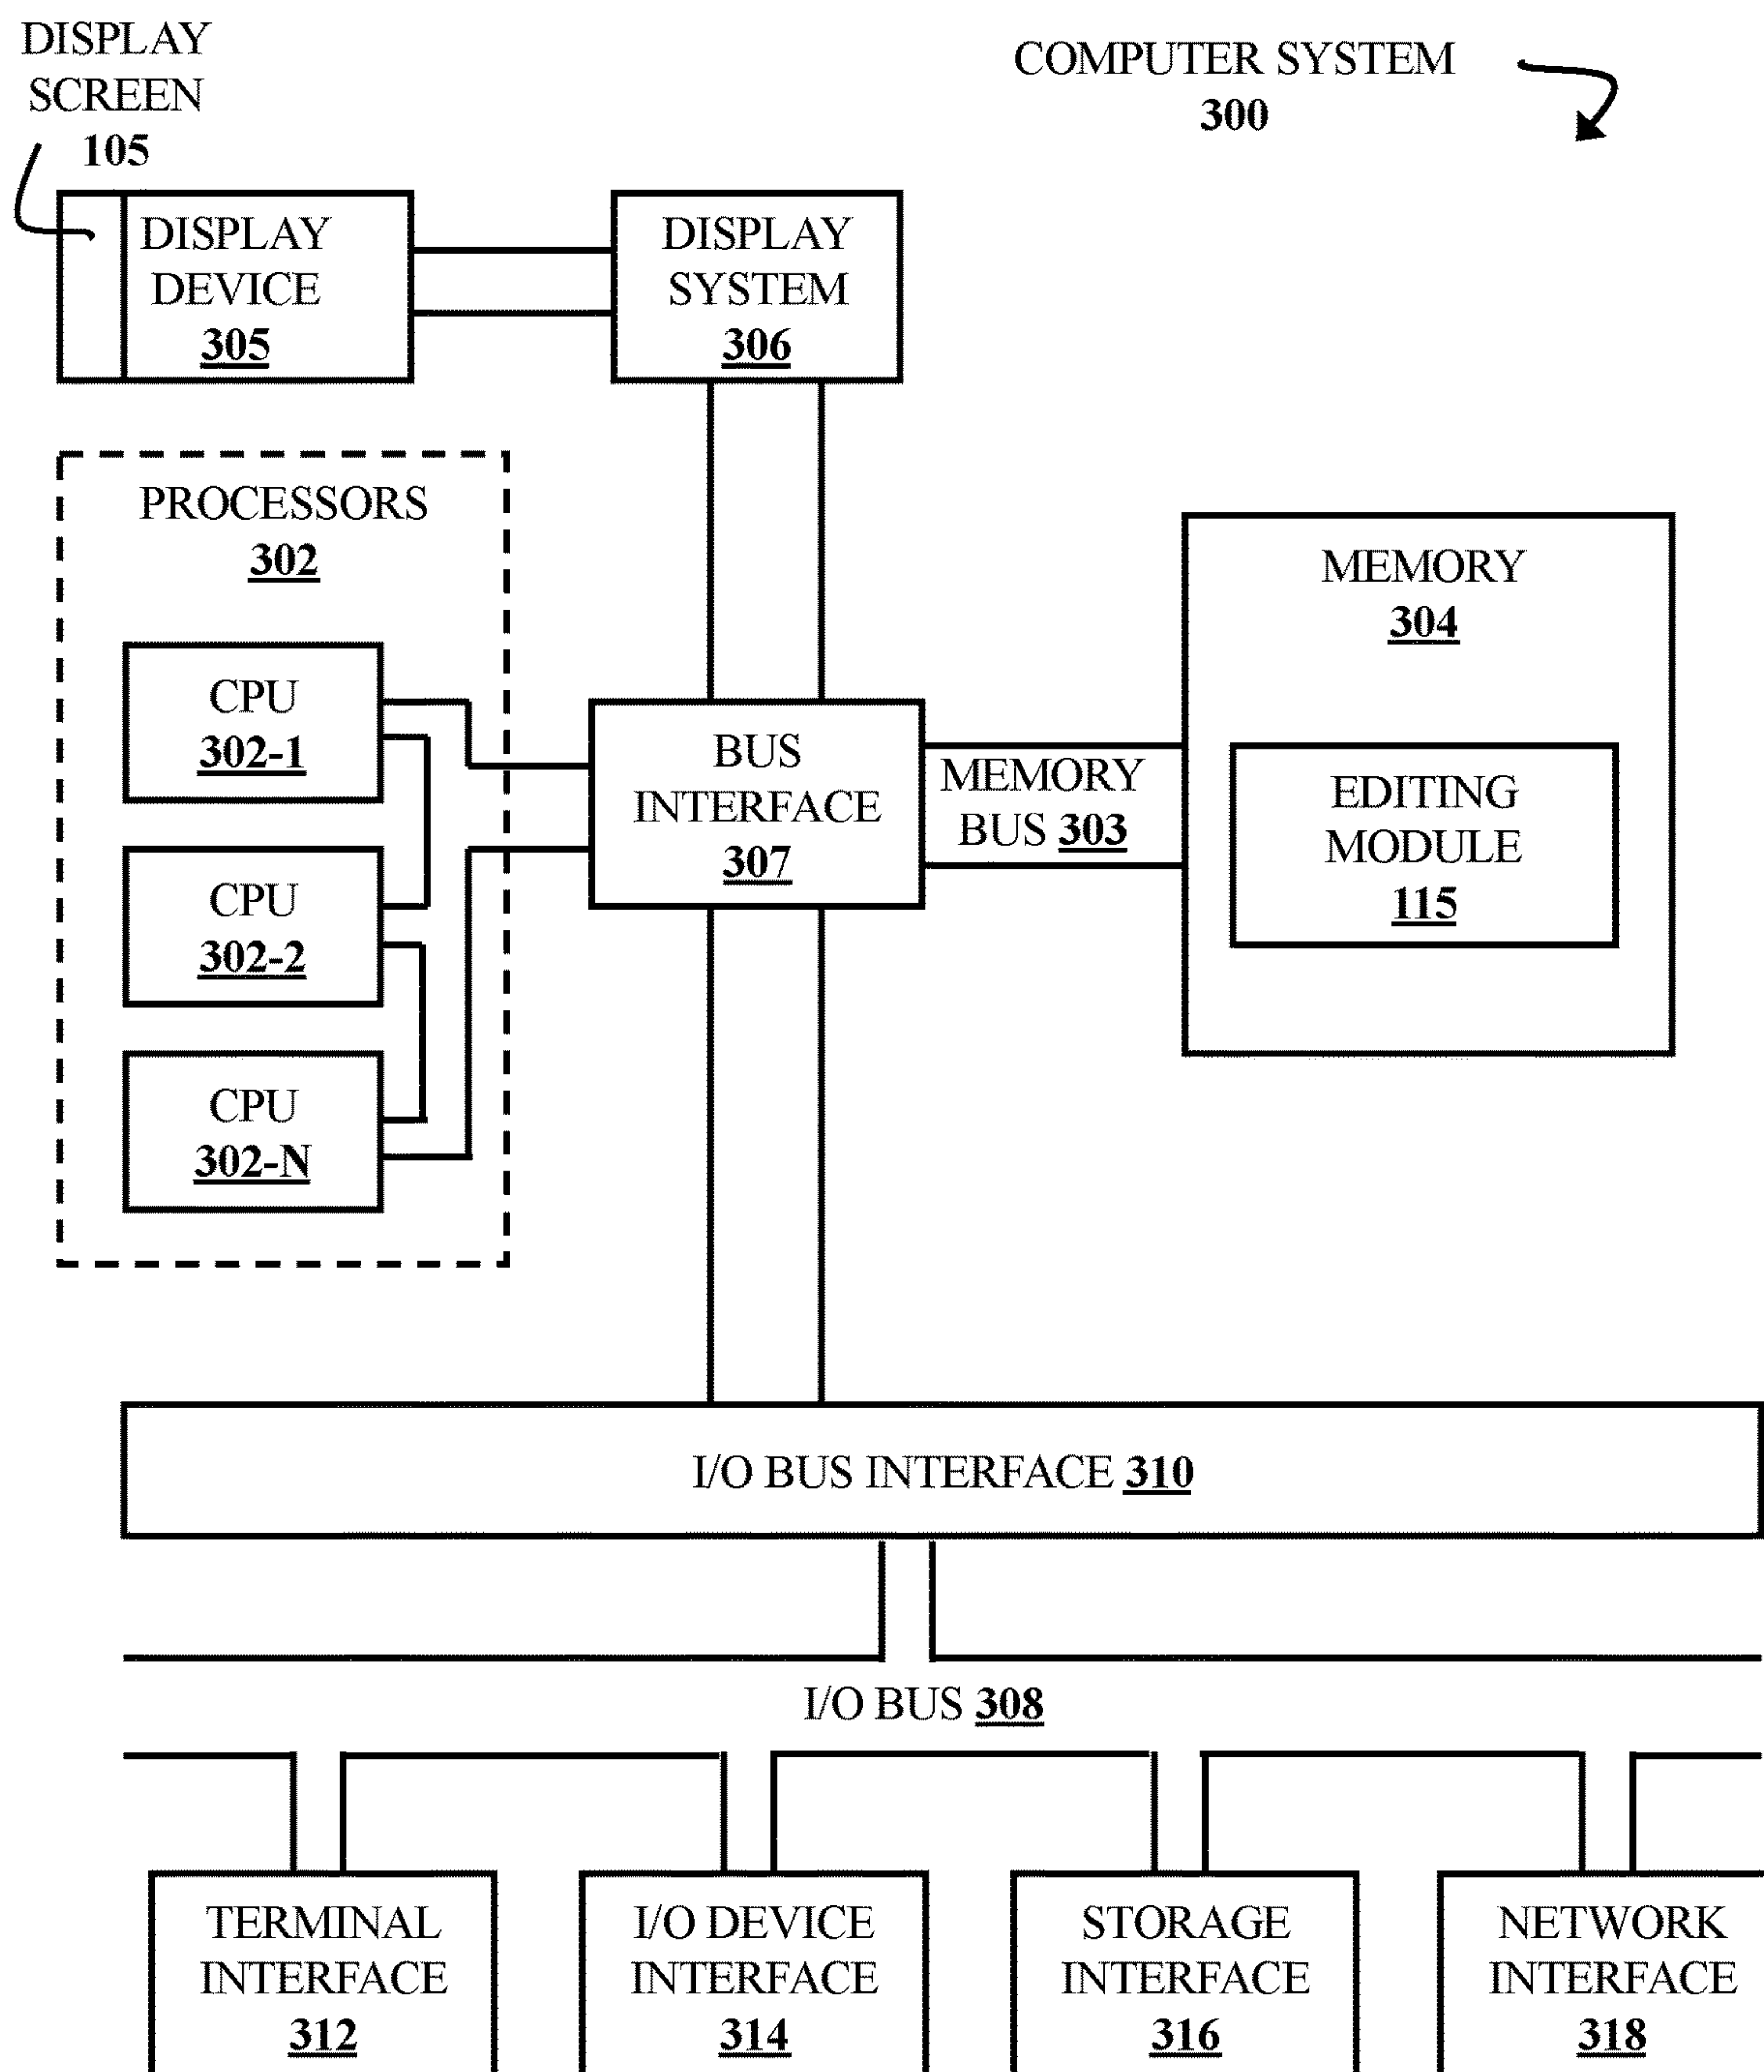 DISPLAY
SCREEN
105
COMPUTER SYSTEM
300
DISPLAY
DEVICE
305
DISPLAY
SYSTEM
306
PROCESSORS
302
CPU
302-1
CPU
302-2
CPU
302-N
BUS
INTERFACE
307
MEMORY
BUS 303
MEMORY
304
EDITING
MODULE
115
I/O BUS INTERFACE 310
I/O BUS 308
TERMINAL
INTERFACE
312
I/O DEVICE
INTERFACE
314
STORAGE
INTERFACE
316
NETWORK
INTERFACE
318